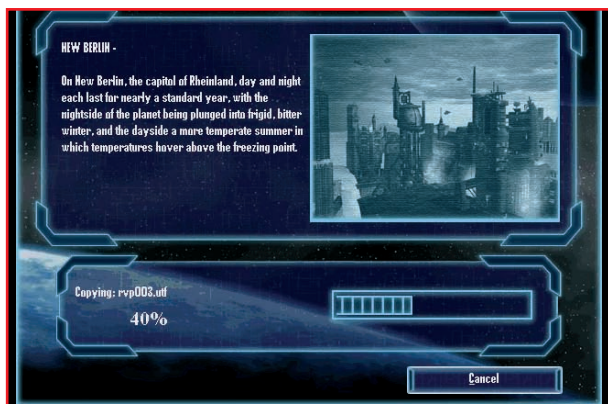 NEW BERLIN -
On New Berlin, the capitol of Rheinland, day and night
each last for nearly a standard year, with the
nightside of the planet being plunged into frigid, bitter
winter, and the dayside a more temperate summer in
which temperatures hover above the freezing point.
Copying: rvp003.utf
40%
Cancel